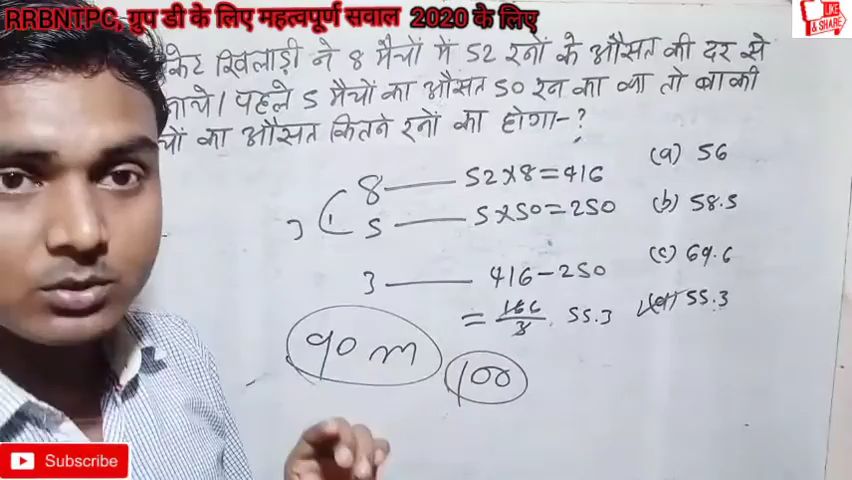 RRBNTPC, ग्रुप डी के लिए महत्वपूर्ण सवाल 2020 के लिए
LIKE
& SHARE
केट खिलाड़ी ने 8 मैचों में 52 रनों के औसत की दर से
नाये। पहले 5 मैचों का औसत 50 रन का था तो बाकी
चों का औसत कितने रनों का होगा-?
8 — 52×8=416
5 — 5×50=250
3
3 — 416-250
= 166/3 55.3
(a) 56
(b) 58.5
(c) 69.6
(d) 55.3
90 m
100
Subscribe